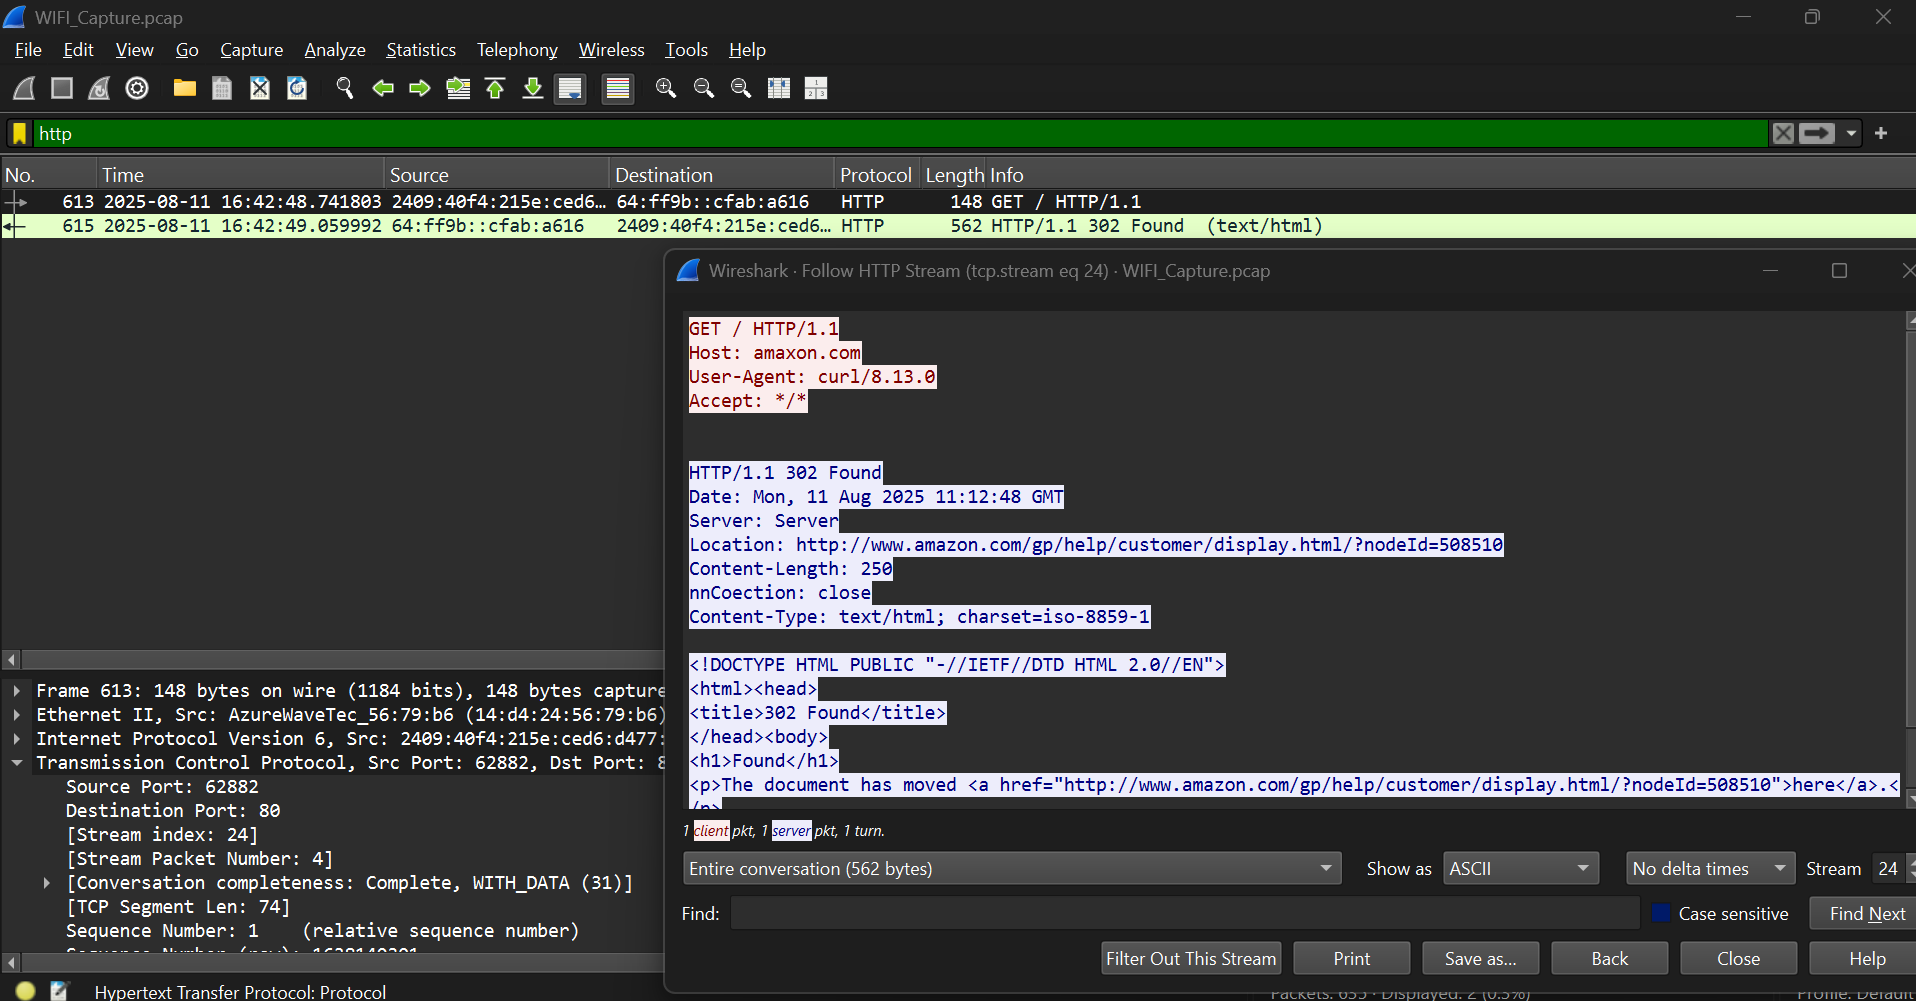 WIFI_Capture.pcap
File Edit View Go Capture Analyze Statistics Telephony Wireless Tools Help
http
No. Time Source Destination Protocol Length Info
613 2025-08-11 16:42:48.741803 2409:40f4:215e:ced6… 64:ff9b::cfab:a616 HTTP 148 GET / HTTP/1.1
615 2025-08-11 16:42:49.059992 64:ff9b::cfab:a616 2409:40f4:215e:ced6… HTTP 562 HTTP/1.1 302 Found (text/html)
Wireshark · Follow HTTP Stream (tcp.stream eq 24) · WIFI_Capture.pcap
GET / HTTP/1.1
Host: amaxon.com
User-Agent: curl/8.13.0
Accept: */*
HTTP/1.1 302 Found
Date: Mon, 11 Aug 2025 11:12:48 GMT
Server: Server
Location: http://www.amazon.com/gp/help/customer/display.html/?nodeId=508510
Content-Length: 250
nnCoection: close
Content-Type: text/html; charset=iso-8859-1
<!DOCTYPE HTML PUBLIC "-//IETF//DTD HTML 2.0//EN">
<html><head>
<title>302 Found</title>
</head><body>
<h1>Found</h1>
<p>The document has moved <a href="http://www.amazon.com/gp/help/customer/display.html/?nodeId=508510">here</a>.<
/p>
1 client pkt, 1 server pkt, 1 turn.
Entire conversation (562 bytes) Show as ASCII No delta times Stream 24
Find: Case sensitive Find Next
Filter Out This Stream Print Save as… Back Close Help
Frame 613: 148 bytes on wire (1184 bits), 148 bytes capture
Ethernet II, Src: AzureWaveTec_56:79:b6 (14:d4:24:56:79:b6)
Internet Protocol Version 6, Src: 2409:40f4:215e:ced6:d477:
Transmission Control Protocol, Src Port: 62882, Dst Port: 8
Source Port: 62882
Destination Port: 80
[Stream index: 24]
[Stream Packet Number: 4]
[Conversation completeness: Complete, WITH_DATA (31)]
[TCP Segment Len: 74]
Sequence Number: 1 (relative sequence number)
Hypertext Transfer Protocol: Protocol
Packets: 635 · Displayed: 2 (0.3%)
Profile: Default